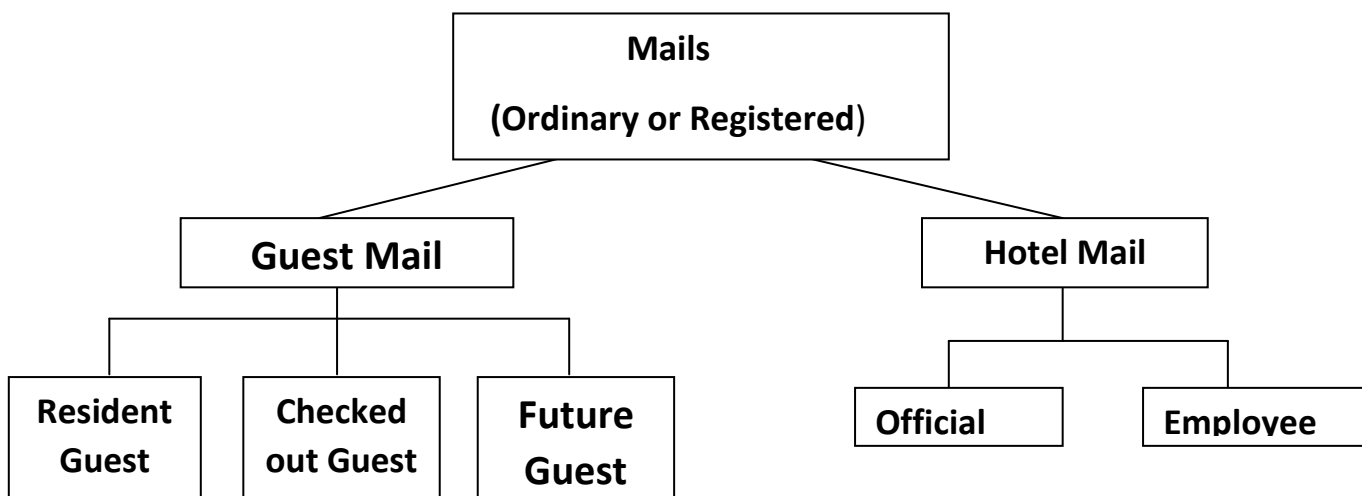 Mails
(Ordinary or Registered)
Guest Mail
Hotel Mail
Resident
Guest
Checked
out Guest
Future
Guest
Official
Employee